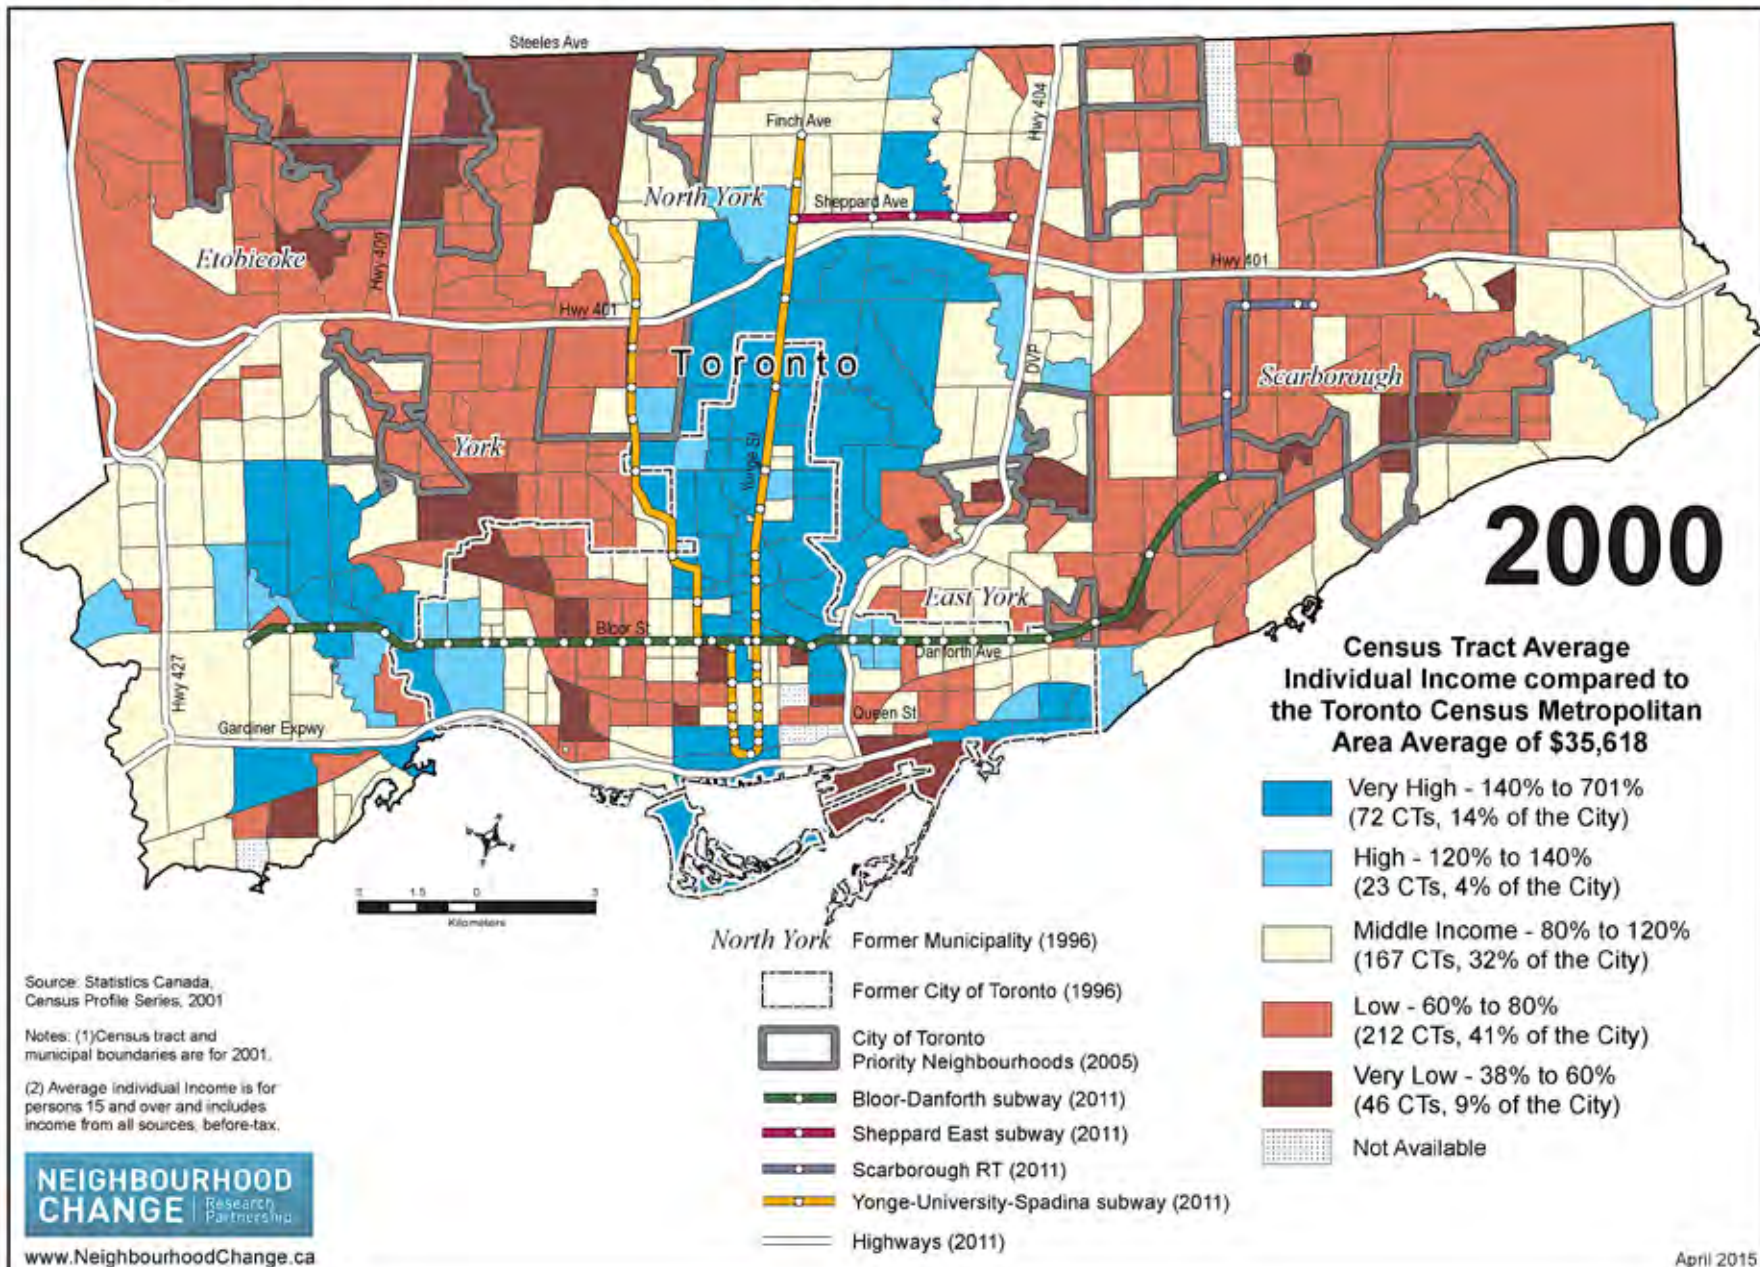 Steeles Ave
Finch Ave
Hwy 404
North York
Sheppard Ave
Etobicoke
Hwy 400
Hwy 401
Hwy 401
Toronto
DVP
Scarborough
York
Yonge St
2000
East York
Bloor St
Danforth Ave
Hwy 427
Queen St
Gardiner Expwy
Census Tract Average
Individual Income compared to
the Toronto Census Metropolitan
Area Average of $35,618
Very High - 140% to 701%
(72 CTs, 14% of the City)
High - 120% to 140%
(23 CTs, 4% of the City)
Middle Income - 80% to 120%
(167 CTs, 32% of the City)
Low - 60% to 80%
(212 CTs, 41% of the City)
Very Low - 38% to 60%
(46 CTs, 9% of the City)
Not Available
3 1.5 0 3
Kilometers
North York Former Municipality (1996)
Former City of Toronto (1996)
City of Toronto
Priority Neighbourhoods (2005)
Bloor-Danforth subway (2011)
Sheppard East subway (2011)
Scarborough RT (2011)
Yonge-University-Spadina subway (2011)
Highways (2011)
Source: Statistics Canada,
Census Profile Series, 2001
Notes: (1)Census tract and
municipal boundaries are for 2001.
(2) Average Individual Income is for
persons 15 and over and includes
income from all sources, before-tax.
NEIGHBOURHOOD
CHANGE Research
Partnership
www.NeighbourhoodChange.ca
April 2015